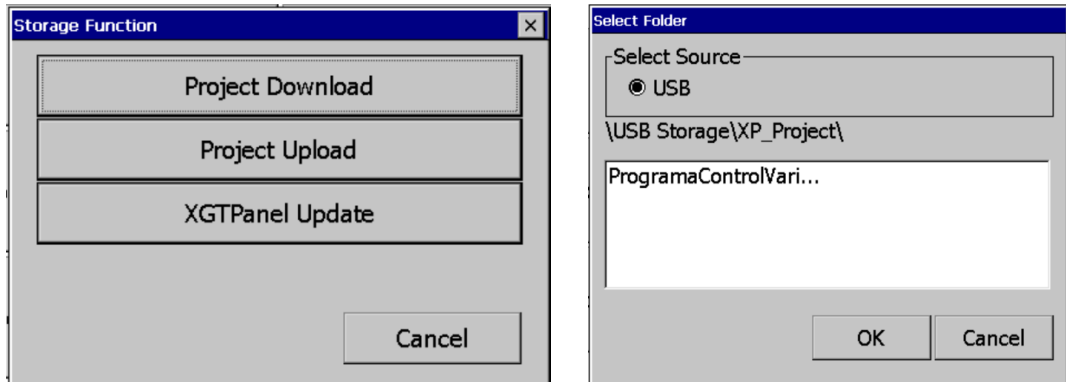 Storage Function
Project Download
Project Upload
XGTPanel Update
Cancel
Select Folder
Select Source
USB
\USB Storage\XP_Project\
ProgramaControlVari...
OK Cancel